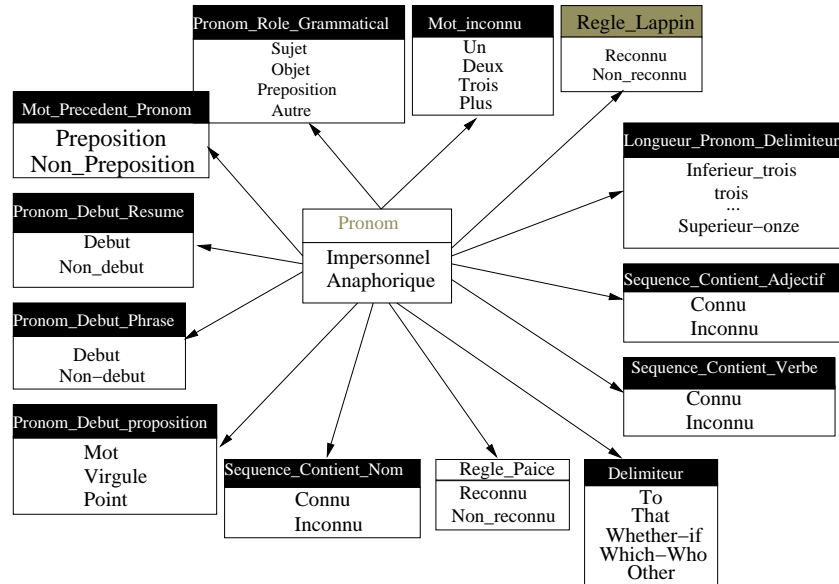 Pronom_Role_Grammatical
Sujet
Objet
Preposition
Autre
Mot_inconnu
Un
Deux
Trois
Plus
Regle_Lappin
Reconnu
Non_reconnu
Mot_Precedent_Pronom
Preposition
Non_Preposition
Longueur_Pronom_Delimiteur
Inferieur_trois
trois
...
Superieur-onze
Pronom_Debut_Resume
Debut
Non_debut
Pronom
Impersonnel
Anaphorique
Sequence_Contient_Adjectif
Connu
Inconnu
Pronom_Debut_Phrase
Debut
Non-debut
Sequence_Contient_Verbe
Connu
Inconnu
Pronom_Debut_proposition
Mot
Virgule
Point
Sequence_Contient_Nom
Connu
Inconnu
Regle_Paice
Reconnu
Non_reconnu
Delimiteur
To
That
Whether-if
Which-Who
Other